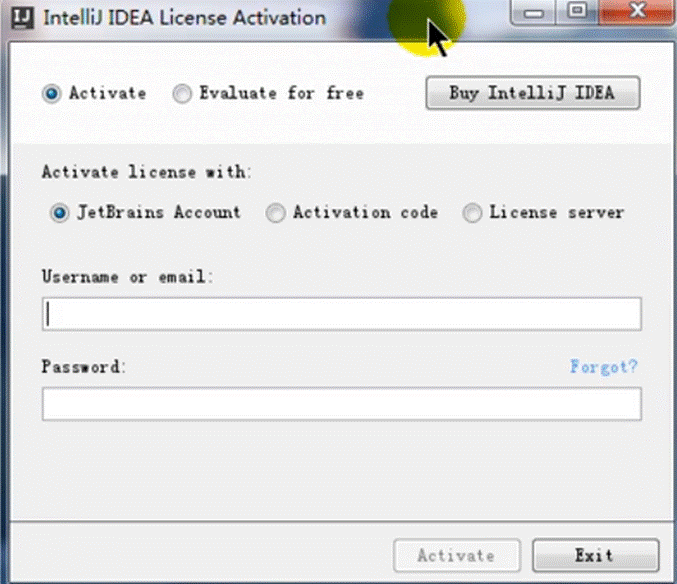 IJ IntelliJ IDEA License Activation
Activate Evaluate for free Buy IntelliJ IDEA
Activate license with:
JetBrains Account Activation code License server
Username or email:
Password: Forgot?
Activate Exit